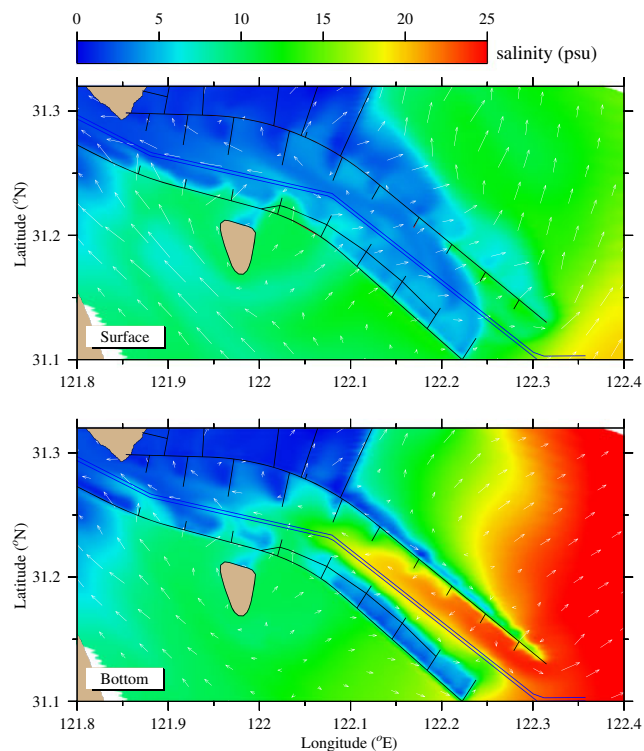 0 5 10 15 20 25
salinity (psu)
31.3
31.2
31.1
Latitude (°N)
Surface
121.8 121.9 122 122.1 122.2 122.3 122.4
31.3
31.2
31.1
Latitude (°N)
Bottom
121.8 121.9 122 122.1 122.2 122.3 122.4
Longitude (°E)